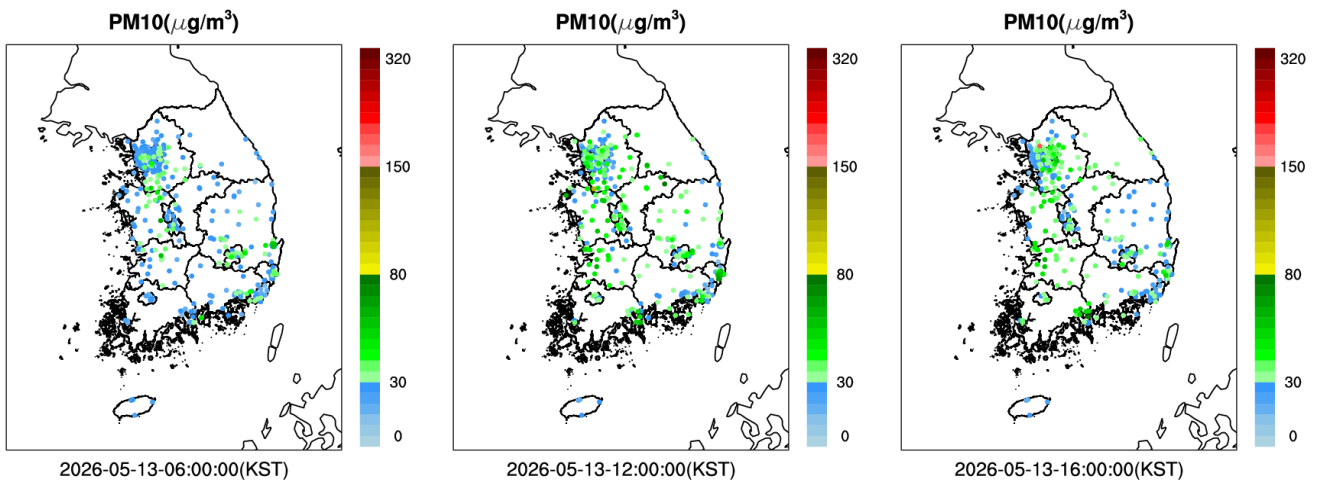 PM10(μg/m³) PM10(μg/m³) PM10(μg/m³)
320 320 320
150 150 150
80 80 80
30 30 30
0 0 0
2026-05-13-06:00:00(KST) 2026-05-13-12:00:00(KST) 2026-05-13-16:00:00(KST)